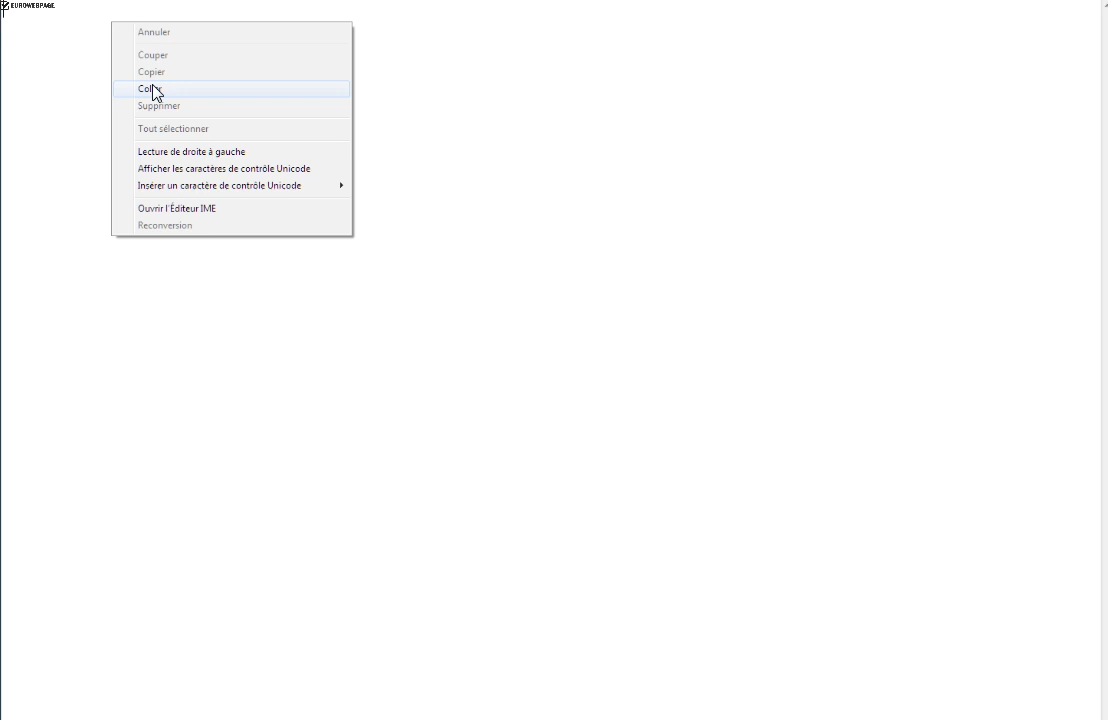 EUROWEBPAGE
Annuler
Couper
Copier
Supprimer
Tout sélectionner
Lecture de droite à gauche
Afficher les caractères de contrôle Unicode
Insérer un caractère de contrôle Unicode
Ouvrir l'Éditeur IME
Reconversion